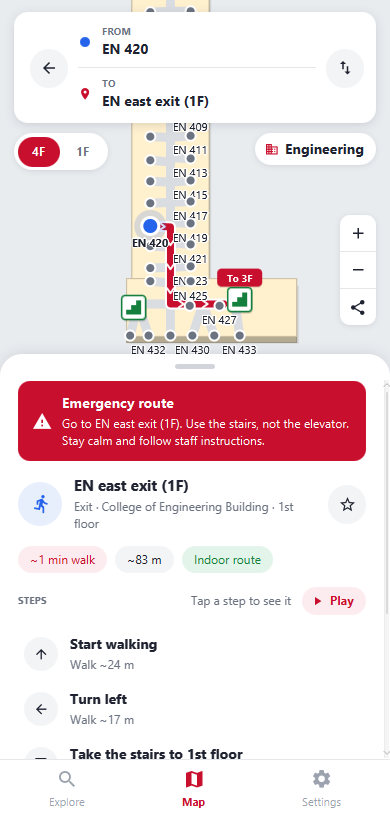 FROM
EN 420
TO
EN east exit (1F)
4F
1F
Engineering
EN 409
EN 411
EN 413
EN 415
EN 417
EN 420
EN 419
EN 421
EN 425
To 3F
EN 427
EN 432
EN 430
EN 433
Emergency route
Go to EN east exit (1F). Use the stairs, not the elevator.
Stay calm and follow staff instructions.
EN east exit (1F)
Exit · College of Engineering Building · 1st
floor
~1 min walk
~83 m
Indoor route
STEPS
Tap a step to see it
Play
Start walking
Walk ~24 m
Turn left
Walk ~17 m
Take the stairs to 1st floor
Explore
Map
Settings